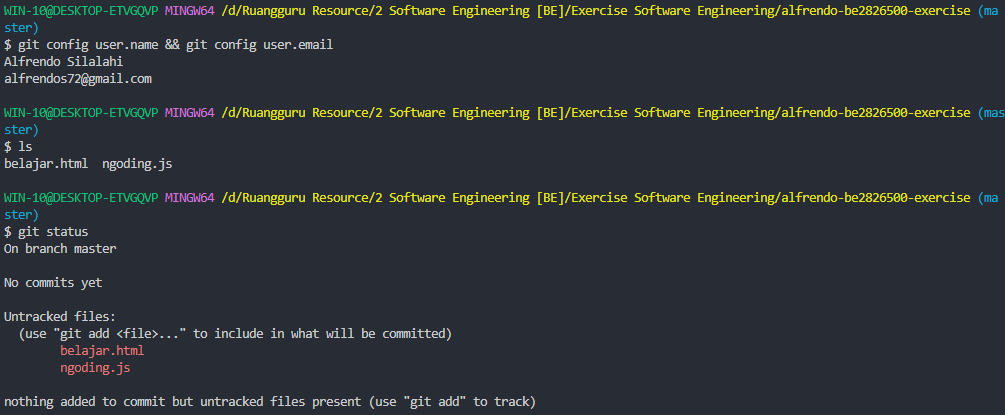 WIN-10@DESKTOP-ETVGQVP MINGW64 /d/Ruangguru Resource/2 Software Engineering [BE]/Exercise Software Engineering/alfrendo-be2826500-exercise (ma
ster)
$ git config user.name && git config user.email
Alfrendo Silalahi
alfrendos72@gmail.com
WIN-10@DESKTOP-ETVGQVP MINGW64 /d/Ruangguru Resource/2 Software Engineering [BE]/Exercise Software Engineering/alfrendo-be2826500-exercise (mas
ster)
$ ls
belajar.html  ngoding.js
WIN-10@DESKTOP-ETVGQVP MINGW64 /d/Ruangguru Resource/2 Software Engineering [BE]/Exercise Software Engineering/alfrendo-be2826500-exercise (ma
ster)
$ git status
On branch master
No commits yet
Untracked files:
  (use "git add <file>..." to include in what will be committed)
        belajar.html
        ngoding.js
nothing added to commit but untracked files present (use "git add" to track)